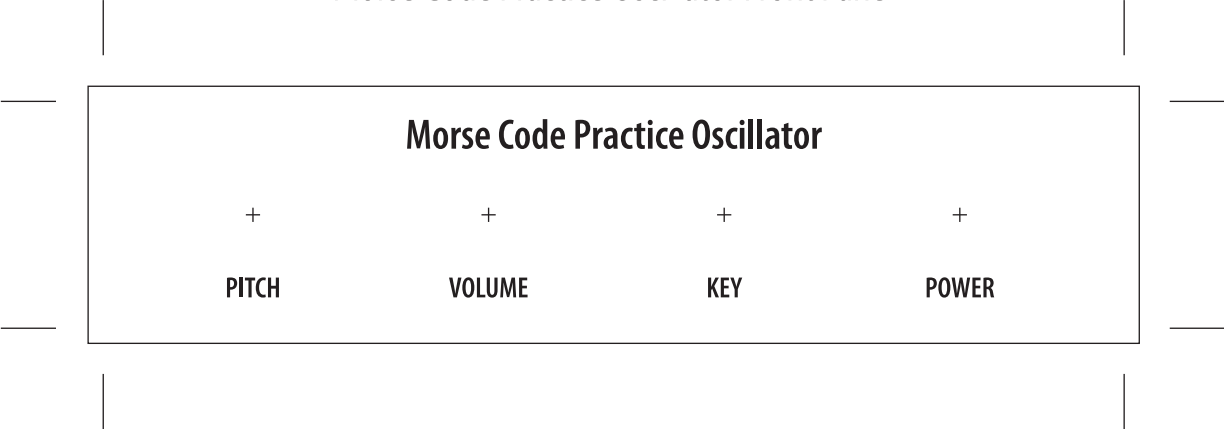 Morse Code Practice Oscillator
+ + + +
PITCH VOLUME KEY POWER